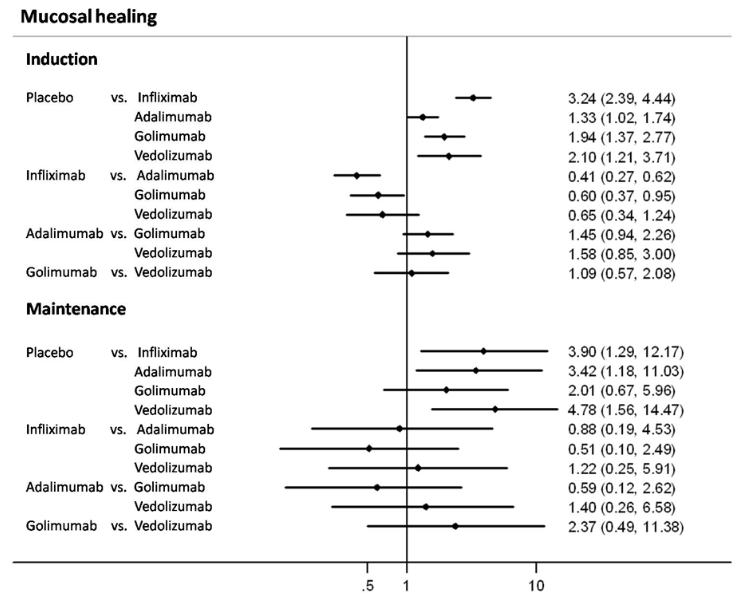 Mucosal healing
Induction
Placebo vs. Infliximab 3.24 (2.39, 4.44)
Adalimumab 1.33 (1.02, 1.74)
Golimumab 1.94 (1.37, 2.77)
Vedolizumab 2.10 (1.21, 3.71)
Infliximab vs. Adalimumab 0.41 (0.27, 0.62)
Golimumab 0.60 (0.37, 0.95)
Vedolizumab 0.65 (0.34, 1.24)
Adalimumab vs. Golimumab 1.45 (0.94, 2.26)
Vedolizumab 1.58 (0.85, 3.00)
Golimumab vs. Vedolizumab 1.09 (0.57, 2.08)
Maintenance
Placebo vs. Infliximab 3.90 (1.29, 12.17)
Adalimumab 3.42 (1.18, 11.03)
Golimumab 2.01 (0.67, 5.96)
Vedolizumab 4.78 (1.56, 14.47)
Infliximab vs. Adalimumab 0.88 (0.19, 4.53)
Golimumab 0.51 (0.10, 2.49)
Vedolizumab 1.22 (0.25, 5.91)
Adalimumab vs. Golimumab 0.59 (0.12, 2.62)
Vedolizumab 1.40 (0.26, 6.58)
Golimumab vs. Vedolizumab 2.37 (0.49, 11.38)
.5 1 10